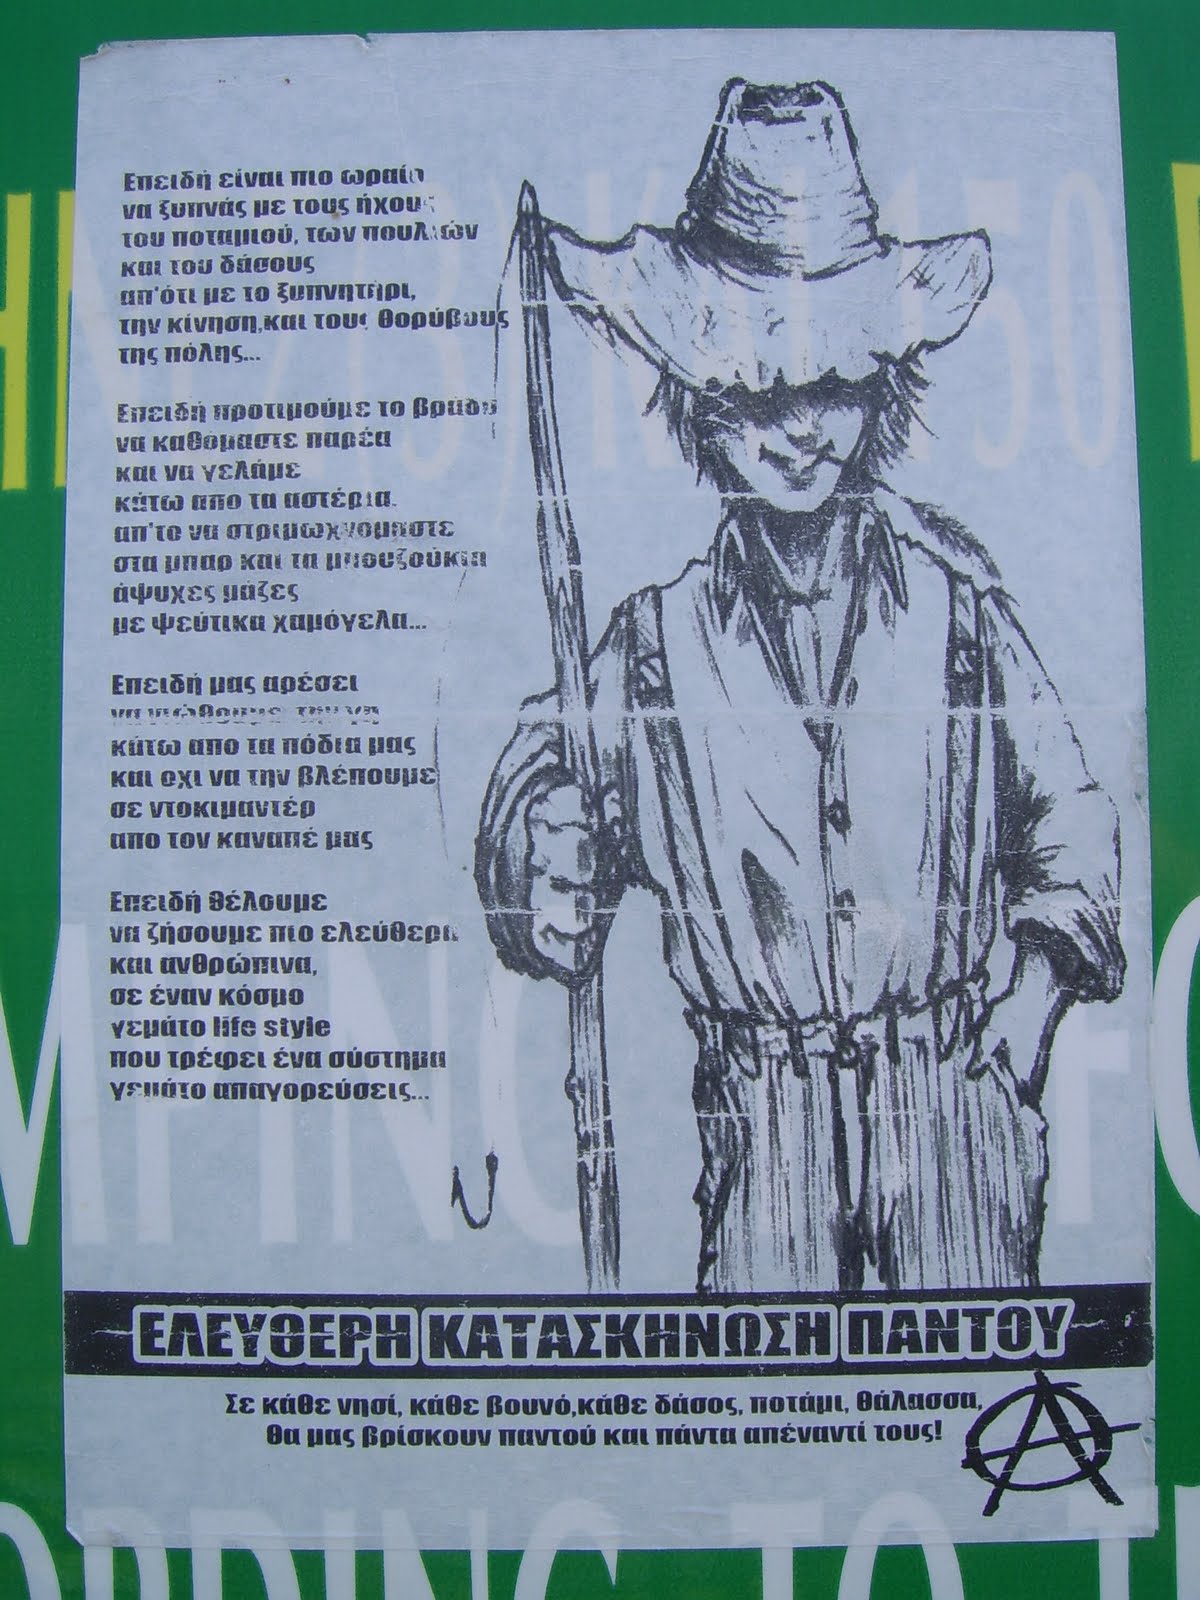 Επειδή είναι πιο ωραία
να ξυπνάς με τους ήχους
του ποταμιού, των πουλιών
και του δάσους
απ'ότι με το ξυπνητήρι,
την κίνηση,και τους θορύβους
της πόλης...
Επειδή προτιμούμε το βράδυ
να καθόμαστε παρέα
και να γελάμε
κάτω απο τα αστέρια.
απ'το να στριμωχνόμαστε
στα μπαρ και τα μπουζούκια
άψυχες μάζες
με ψεύτικα χαμόγελα...
Επειδή μας αρέσει
να νιώθουμε την γη
κάτω απο τα πόδια μας
και οχι να την βλέπουμε
σε ντοκιμαντέρ
απο τον καναπέ μας
Επειδή θέλουμε
να ζήσουμε πιο ελεύθερα
και ανθρώπινα,
σε έναν κόσμο
γεμάτο life style
που τρέφει ένα σύστημα
γεμάτο απαγορεύσεις...
ΕΛΕΥΘΕΡΗ ΚΑΤΑΣΚΗΝΩΣΗ ΠΑΝΤΟΥ
Σε κάθε νησί, κάθε βουνό,κάθε δάσος, ποτάμι, θάλασσα,
θα μας βρίσκουν παντού και πάντα απέναντί τους!